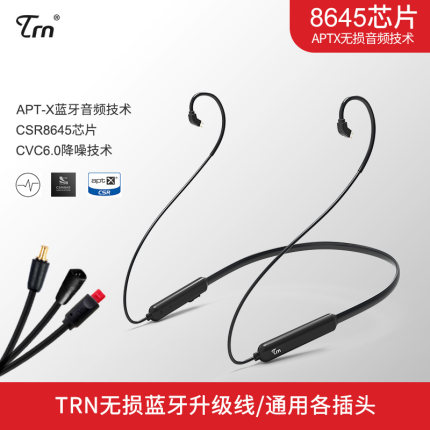 Trn®
8645芯片
APTX无损音频技术
APT-X蓝牙音频技术
CSR8645芯片
CVC6.0降噪技术
aptX
CSR
Trn
TRN无损蓝牙升级线/通用各插头